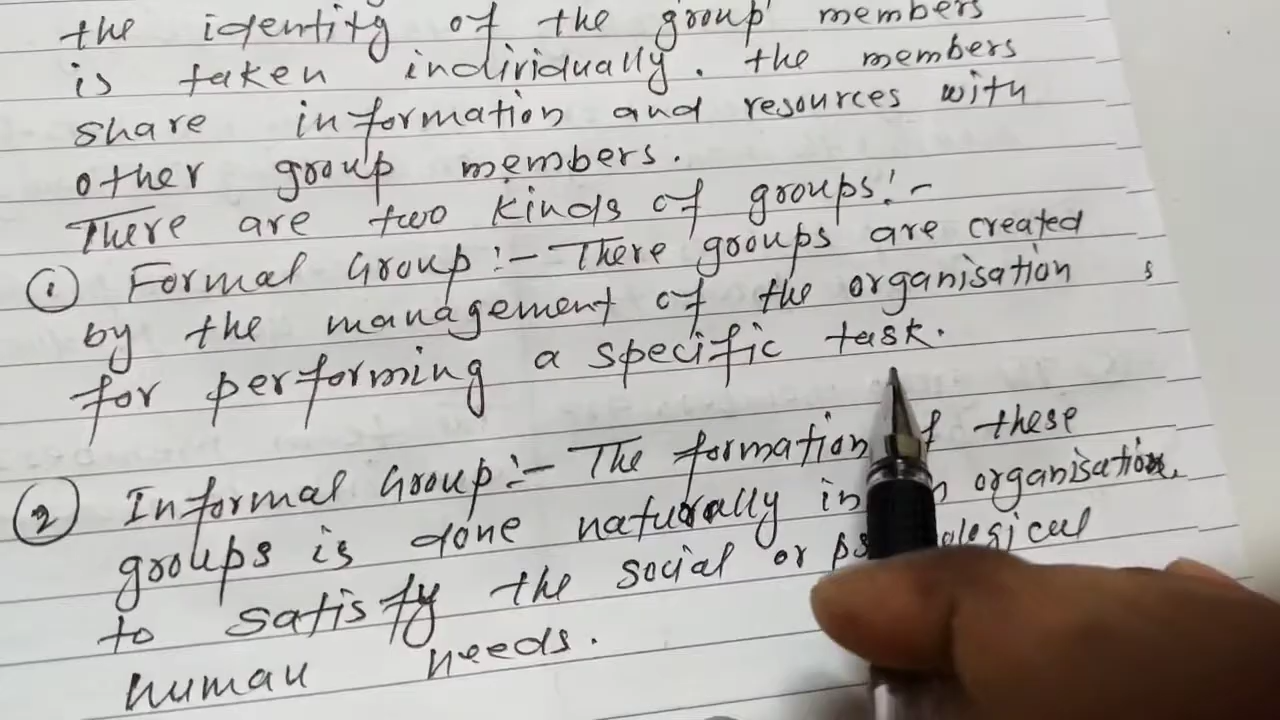 the identity of the group members
is taken individually. the members
share information and resources with
other group members.
There are two kinds of groups:-
① Formal Group:- There groups are created
by the management of the organisation
for performing a specific task.
② Informal Group:- The formation these
groups is done naturally in organisation.
to satisfy the social or
human needs.